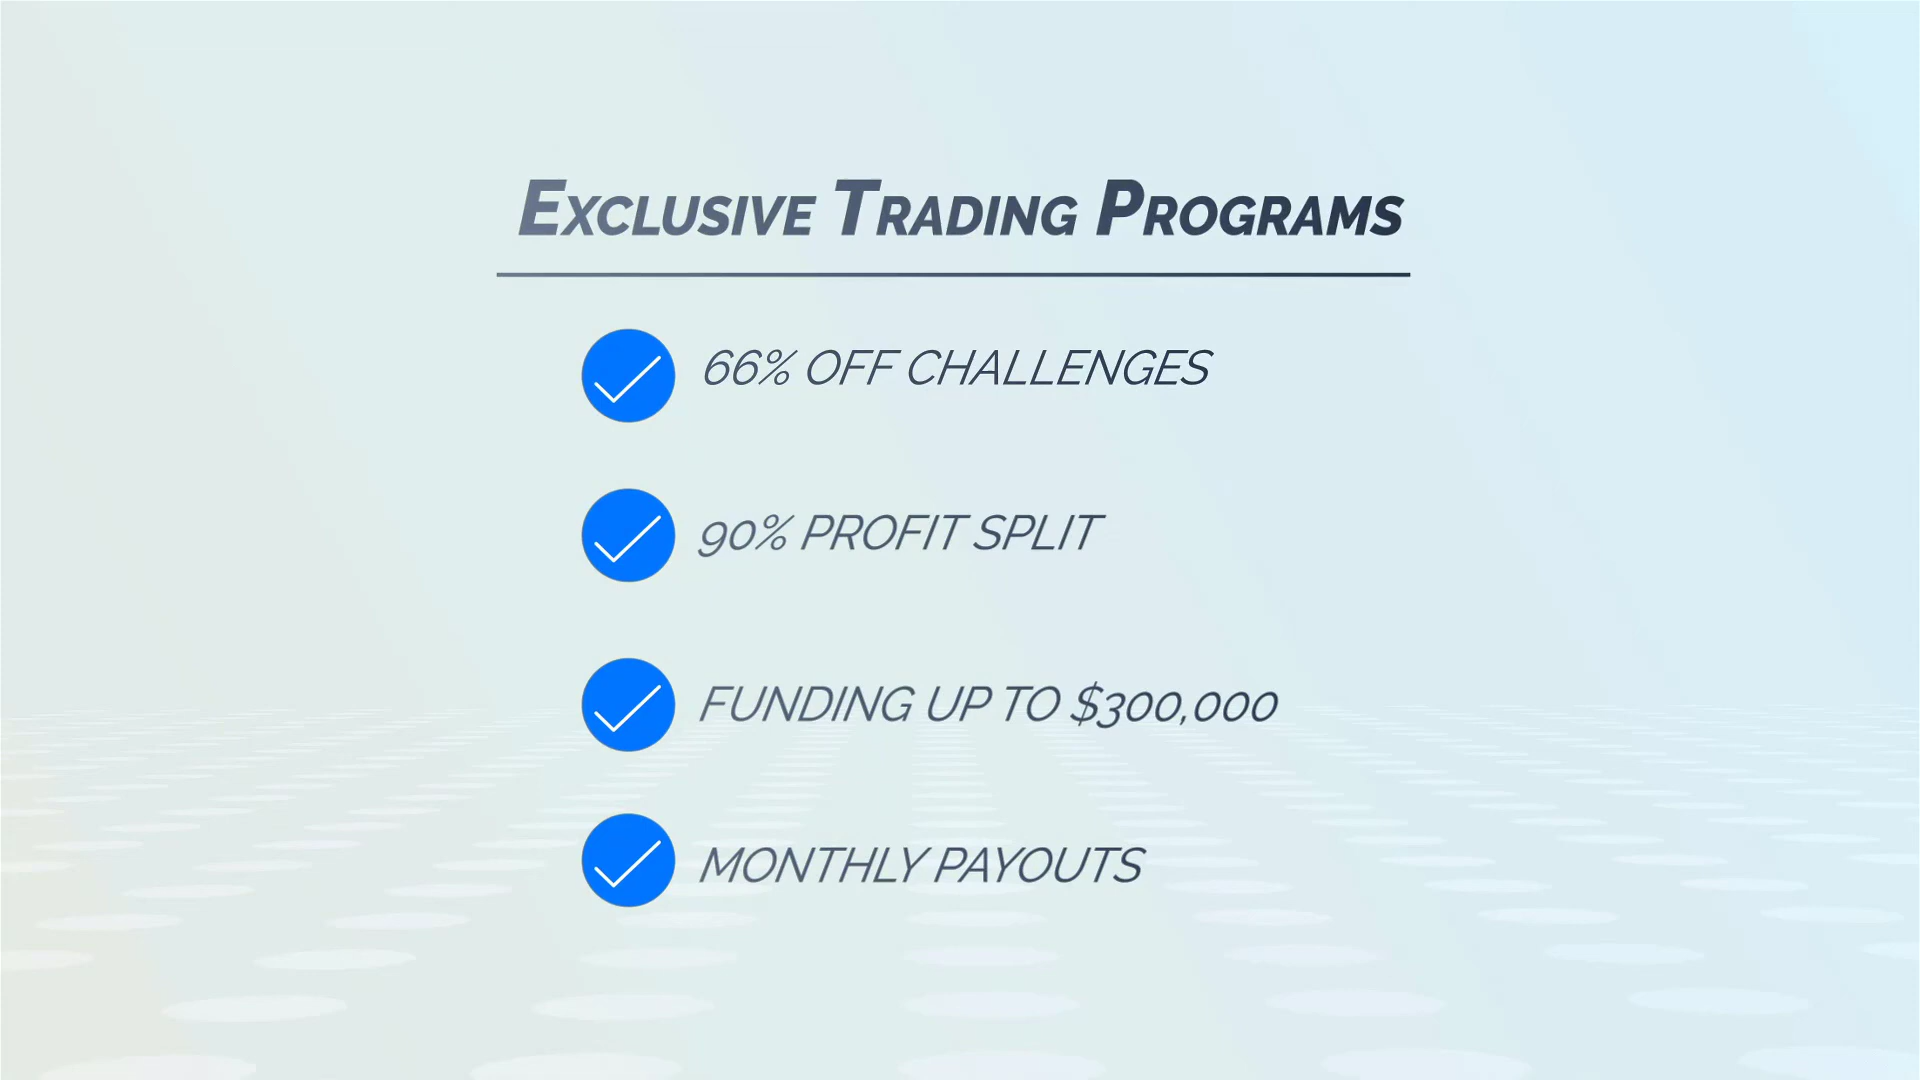 Exclusive Trading Programs
66% OFF CHALLENGES
90% PROFIT SPLIT
FUNDING UP TO $300,000
MONTHLY PAYOUTS